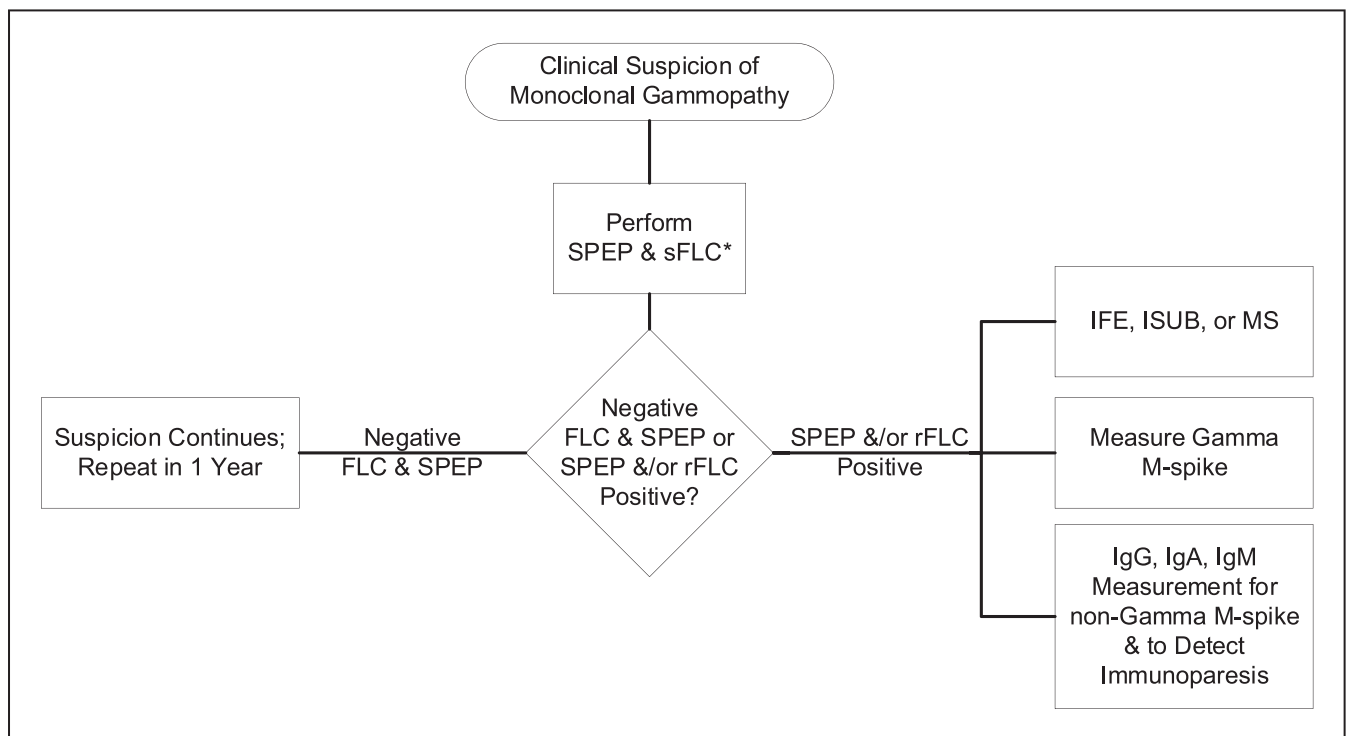 Clinical Suspicion of
Monoclonal Gammopathy
Perform
SPEP & sFLC*
Negative
FLC & SPEP or
SPEP &/or rFLC
Positive?
Negative
FLC & SPEP
Suspicion Continues;
Repeat in 1 Year
SPEP &/or rFLC
Positive
IFE, ISUB, or MS
Measure Gamma
M-spike
IgG, IgA, IgM
Measurement for
non-Gamma M-spike
& to Detect
Immunoparesis